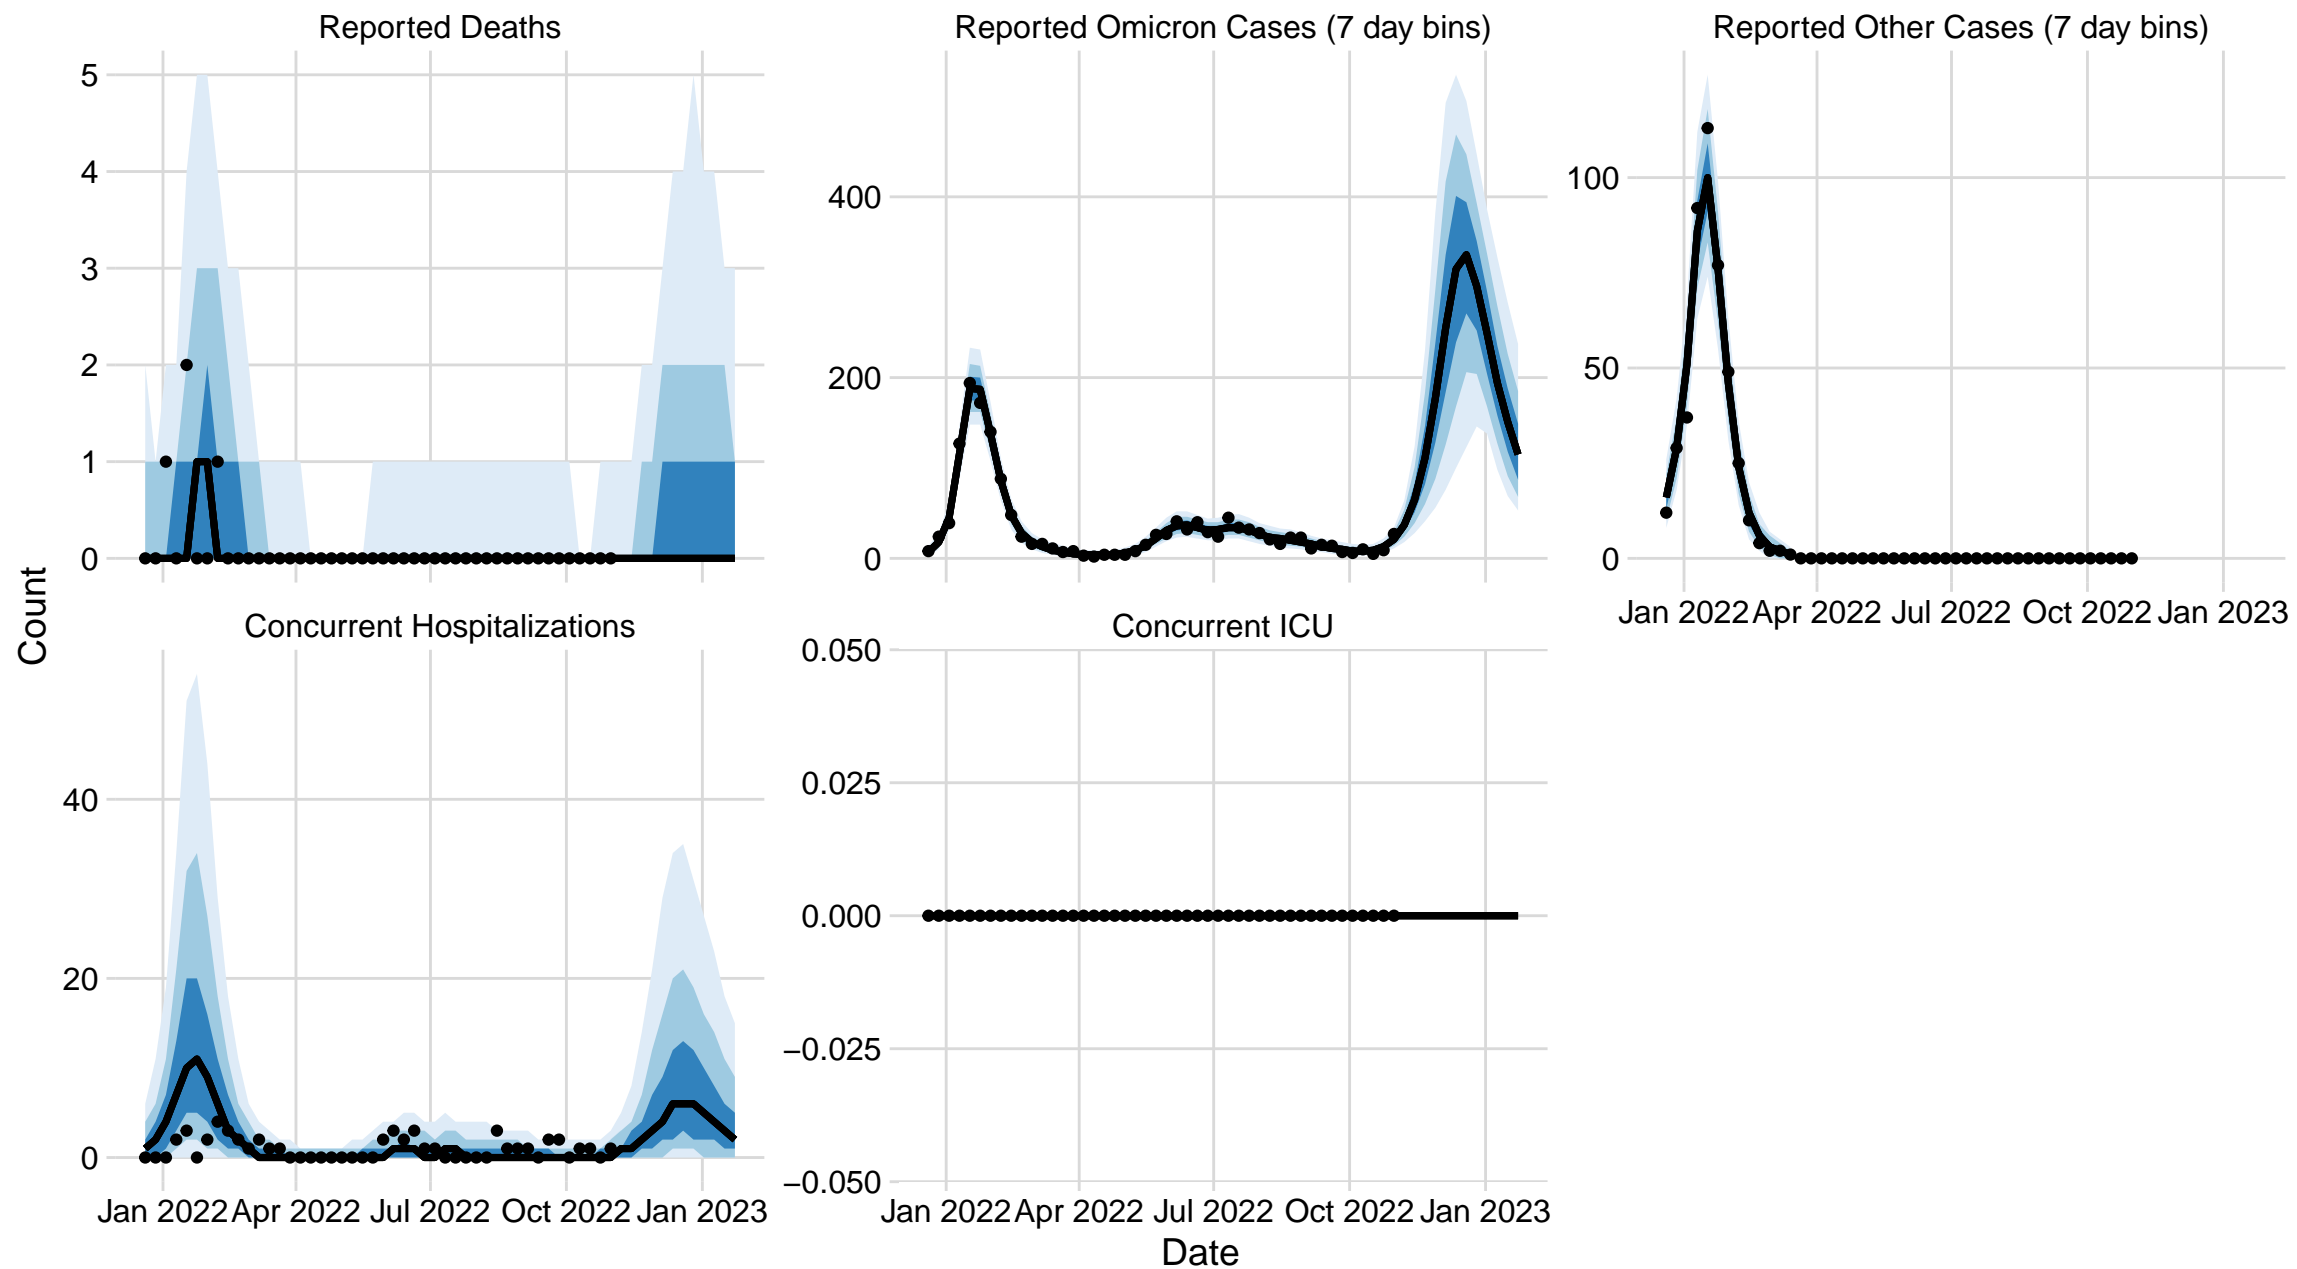 Reported Deaths
Reported Omicron Cases (7 day bins)
Reported Other Cases (7 day bins)
5
4
3
2
1
0
400
200
0
100
50
0
Jan 2022 Apr 2022 Jul 2022 Oct 2022 Jan 2023
Count
Concurrent Hospitalizations
Concurrent ICU
40
20
0
0.050
0.025
0.000
−0.025
−0.050
Jan 2022 Apr 2022 Jul 2022 Oct 2022 Jan 2023
Jan 2022 Apr 2022 Jul 2022 Oct 2022 Jan 2023
Date